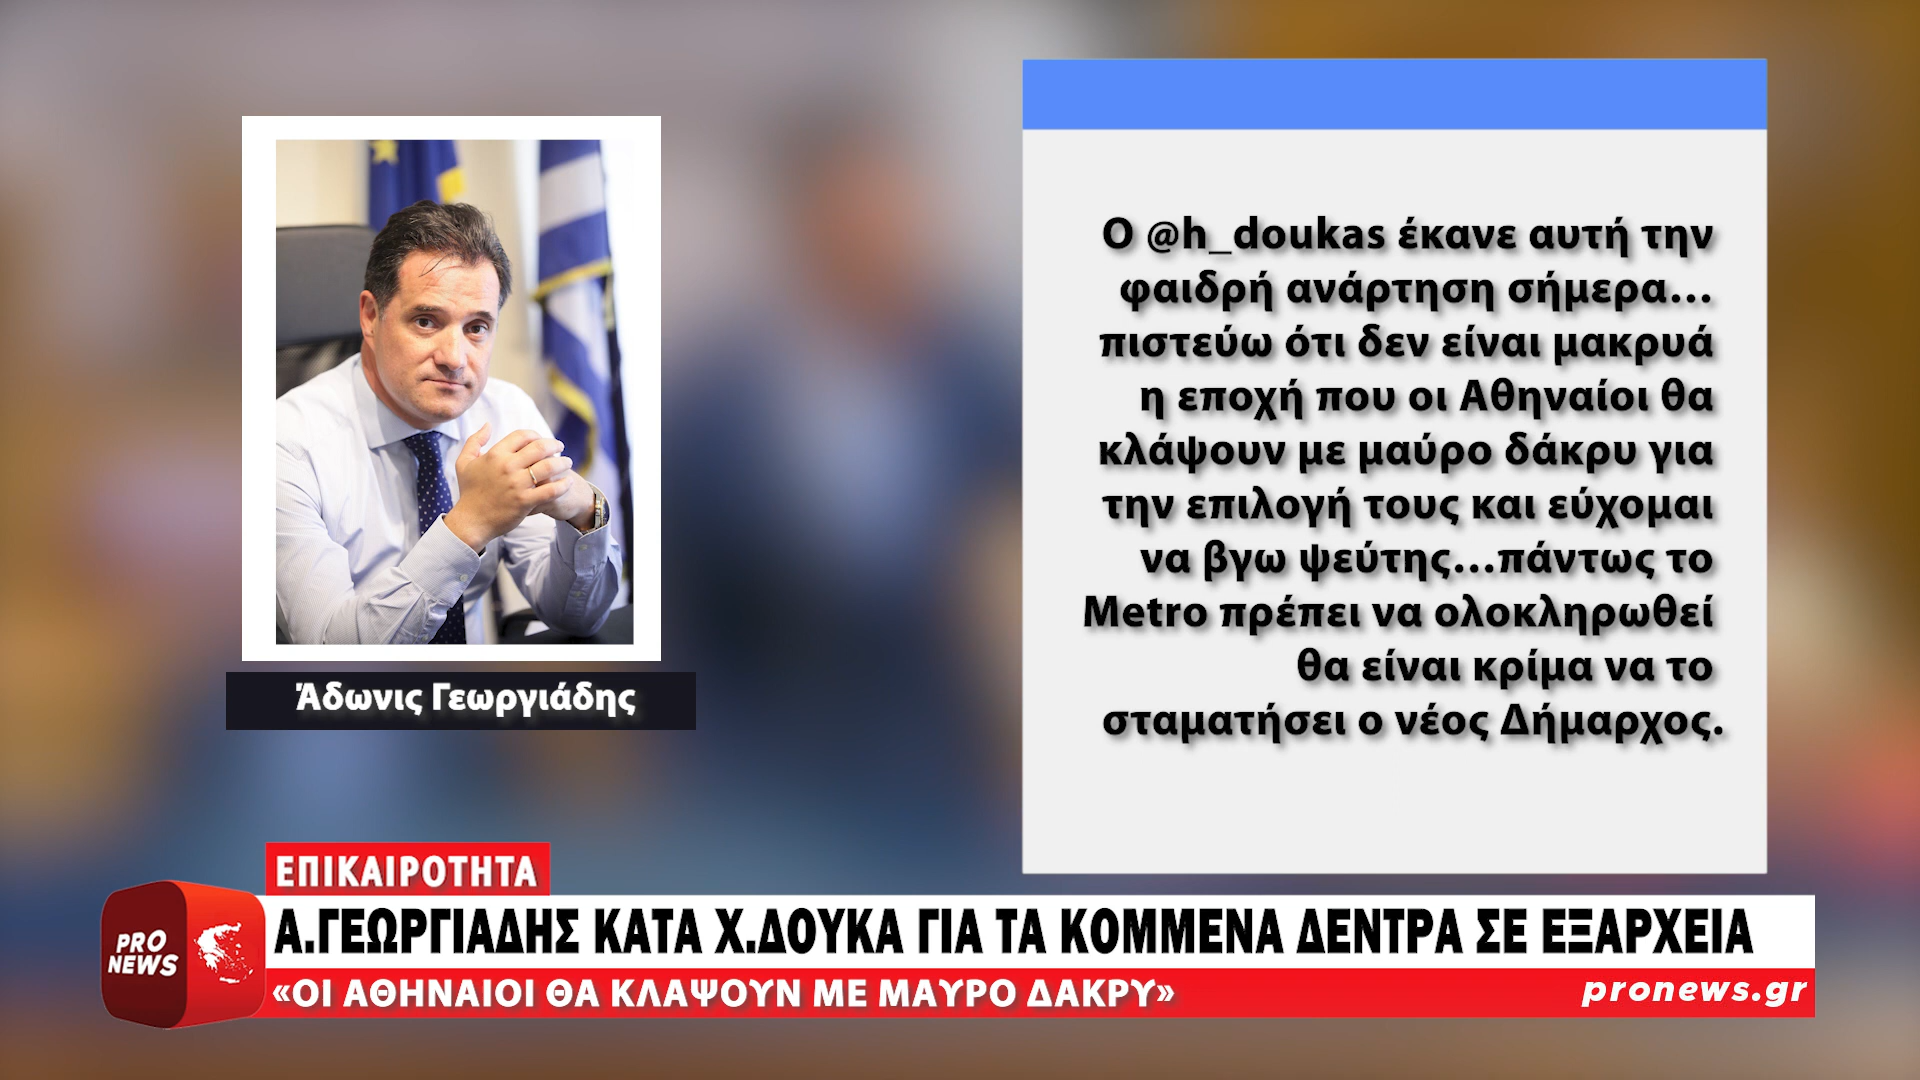 Ο @h_doukas έκανε αυτή την
φαιδρή ανάρτηση σήμερα...
πιστεύω ότι δεν είναι μακρυά
η εποχή που οι Αθηναίοι θα
κλάψουν με μαύρο δάκρυ για
την επιλογή τους και εύχομαι
να βγω ψεύτης...πάντως το
Metro πρέπει να ολοκληρωθεί
θα είναι κρίμα να το
σταματήσει ο νέος Δήμαρχος.
Άδωνις Γεωργιάδης
ΕΠΙΚΑΙΡΟΤΗΤΑ
Α.ΓΕΩΡΓΙΑΔΗΣ ΚΑΤΑ Χ.ΔΟΥΚΑ ΓΙΑ ΤΑ ΚΟΜΜΕΝΑ ΔΕΝΤΡΑ ΣΕ ΕΞΑΡΧΕΙΑ
PRO
NEWS
«ΟΙ ΑΘΗΝΑΙΟΙ ΘΑ ΚΛΑΨΟΥΝ ΜΕ ΜΑΥΡΟ ΔΑΚΡΥ»
pronews.gr